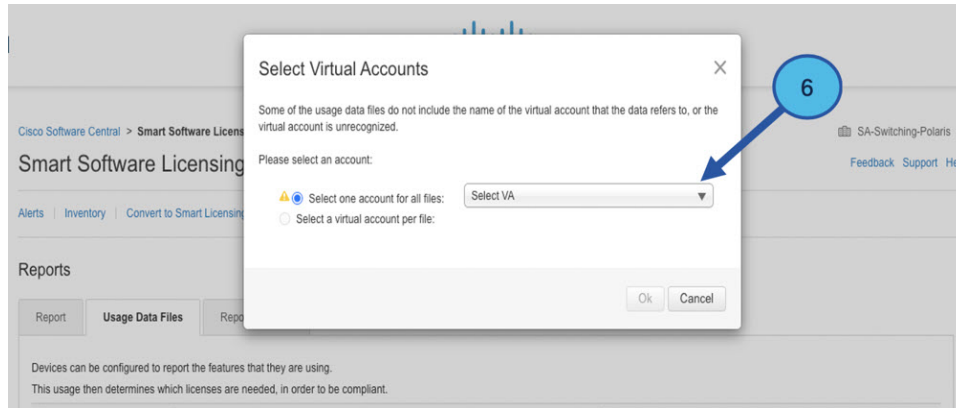 Select Virtual Accounts
Some of the usage data files do not include the name of the virtual account that the data refers to, or the
virtual account is unrecognized.
6
Cisco Software Central > Smart Software Licens
SA-Switching-Polaris
Smart Software Licensing
Feedback Support He
Please select an account:
Select one account for all files: Select VA
Select a virtual account per file:
Alerts | Inventory | Convert to Smart Licensing
Reports
Ok Cancel
Report Usage Data Files Repo
Devices can be configured to report the features that they are using.
This usage then determines which licenses are needed, in order to be compliant.